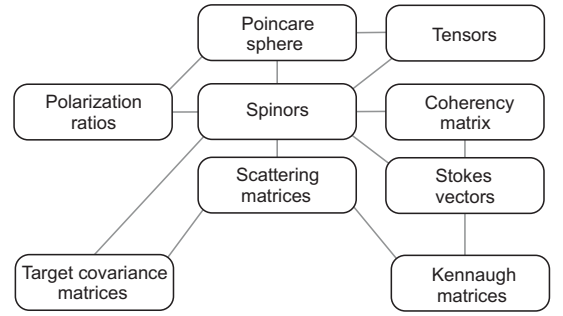 Poincare
sphere
Tensors
Polarization
ratios
Spinors
Coherency
matrix
Scattering
matrices
Stokes
vectors
Target covariance
matrices
Kennaugh
matrices